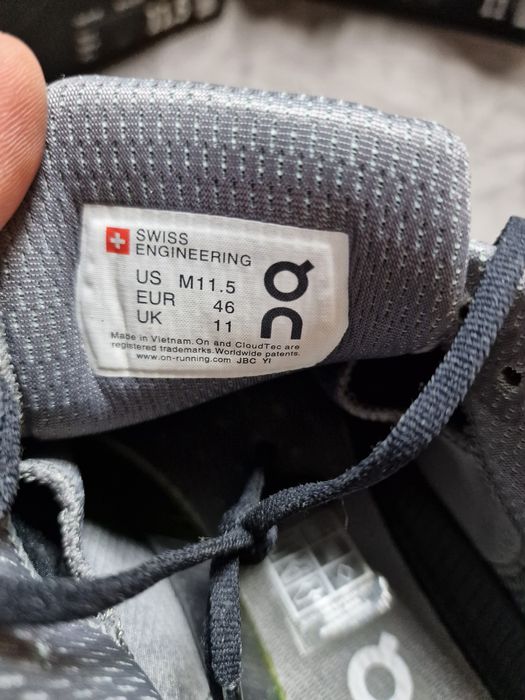 SWISS
ENGINEERING
US M11.5
EUR 46
UK 11
Made in Vietnam. On and CloudTec are
registered trademarks. Worldwide patents.
www.on-running.com JBC YI